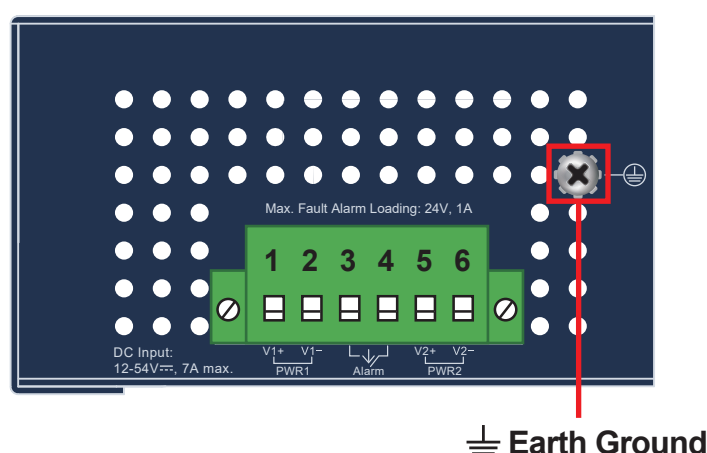 Max. Fault Alarm Loading: 24V, 1A
1 2 3 4 5 6
V1+ V1− V2+ V2−
PWR1 Alarm PWR2
DC Input:
12-54V⎓, 7A max.
Earth Ground